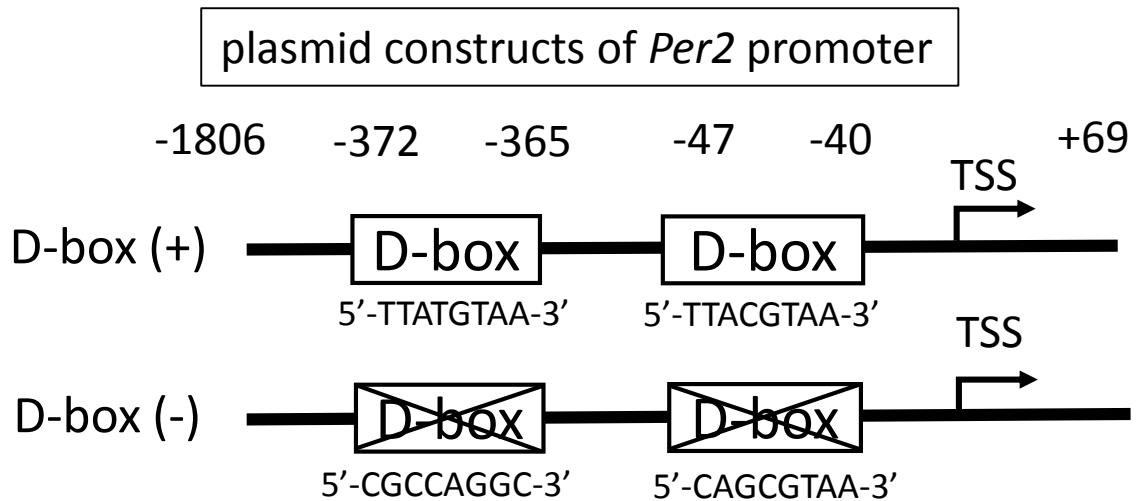 plasmid constructs of Per2 promoter
-1806 -372 -365 -47 -40 +69
TSS
D-box (+) D-box D-box
5’-TTATGTAA-3’ 5’-TTACGTAA-3’
TSS
D-box (-) D-box D-box
5’-CGCCAGGC-3’ 5’-CAGCGTAA-3’